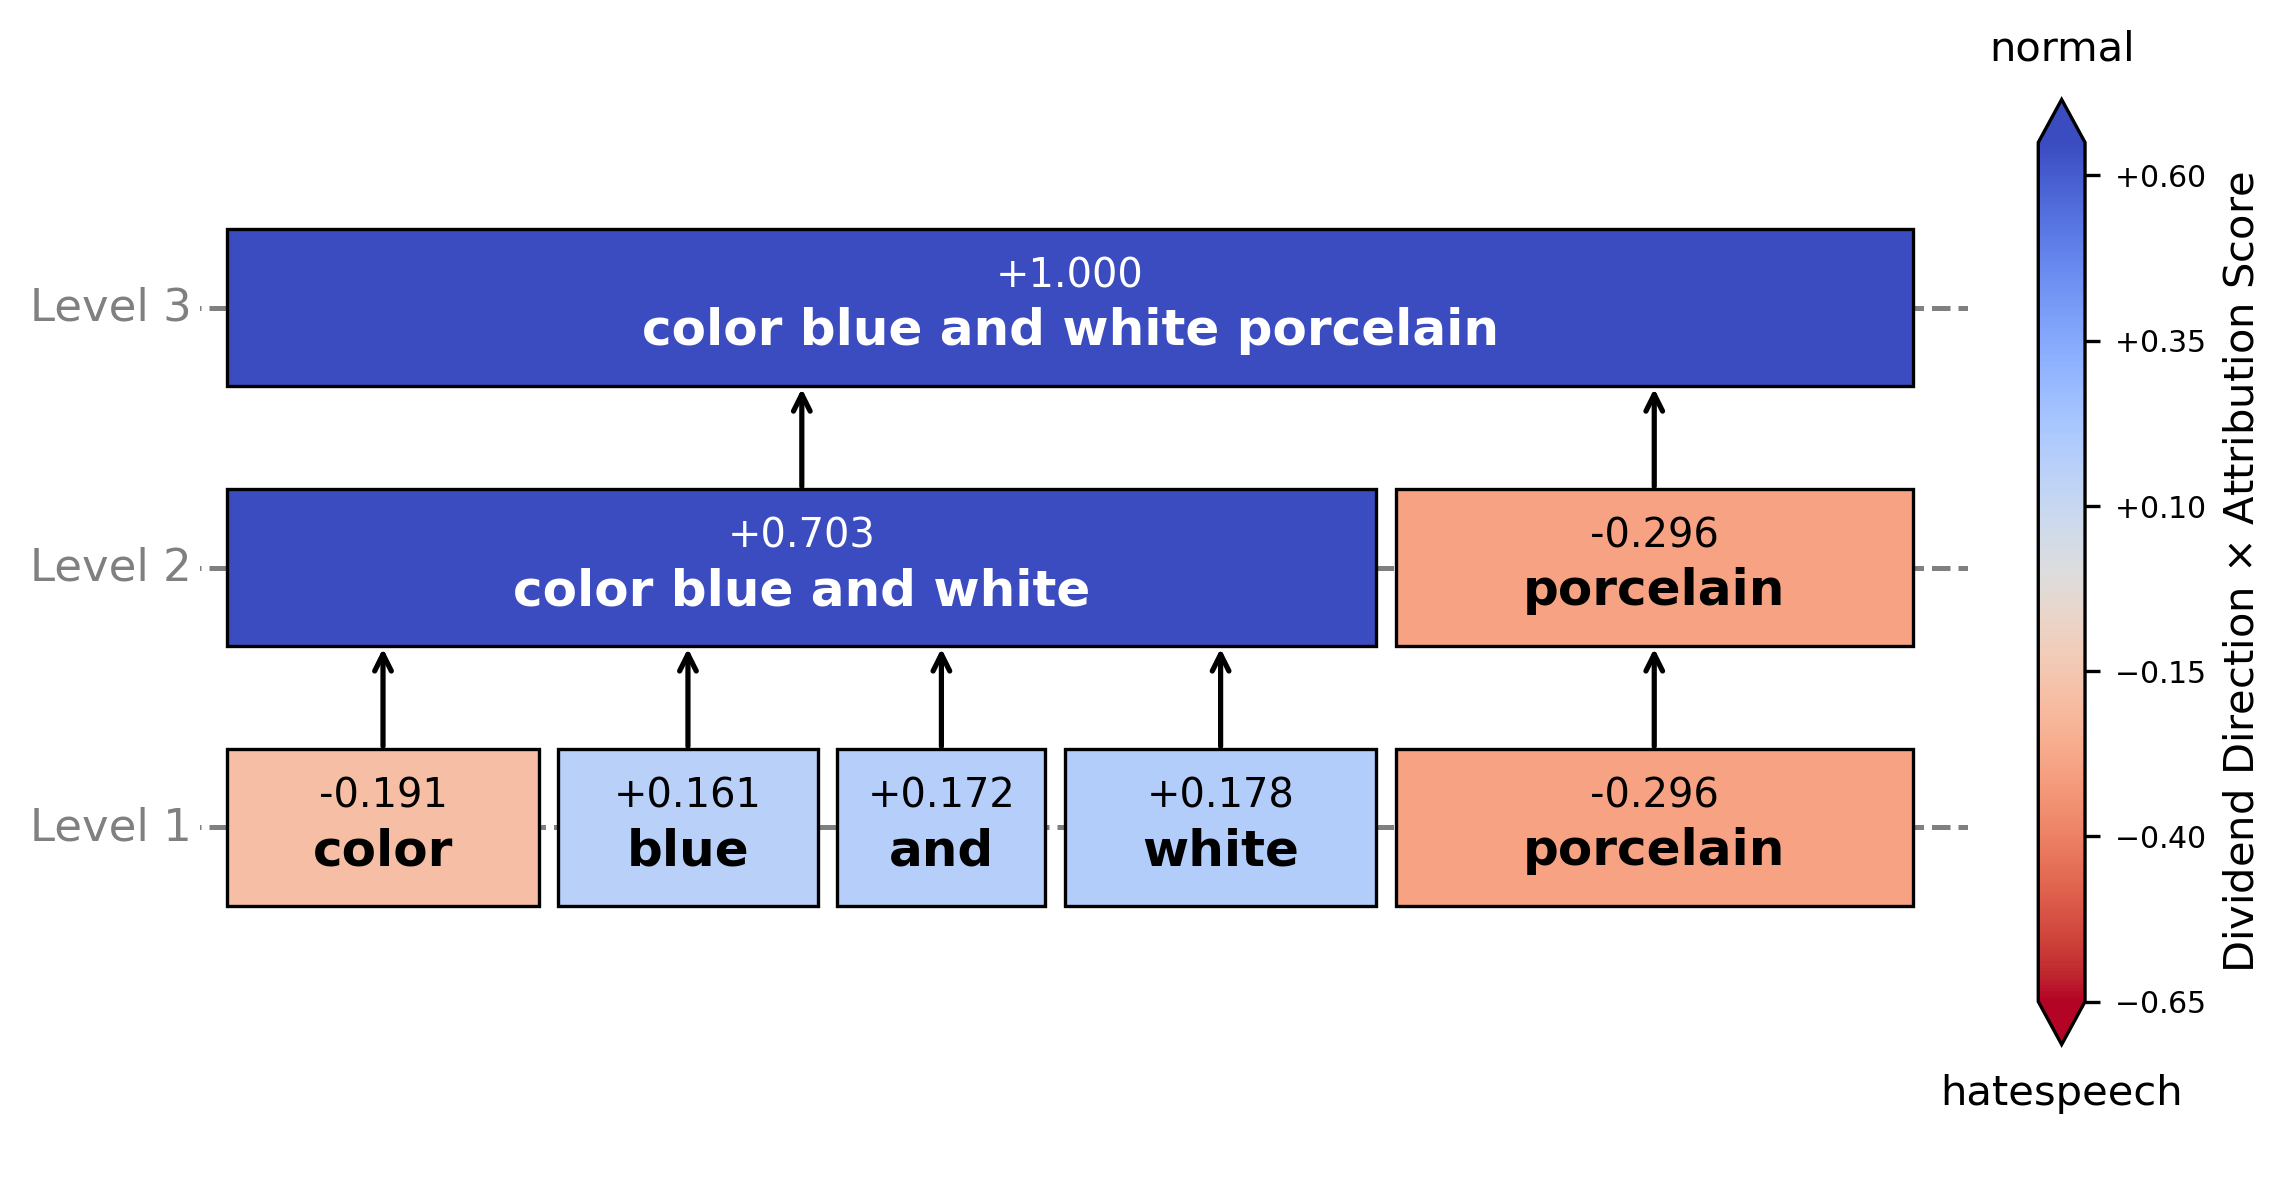 normal
Level 3
+1.000
color blue and white porcelain
Level 2
+0.703
color blue and white
-0.296
porcelain
Level 1
-0.191
color
+0.161
blue
+0.172
and
+0.178
white
-0.296
porcelain
+0.60
+0.35
+0.10
−0.15
−0.40
−0.65
Dividend Direction × Attribution Score
hatespeech